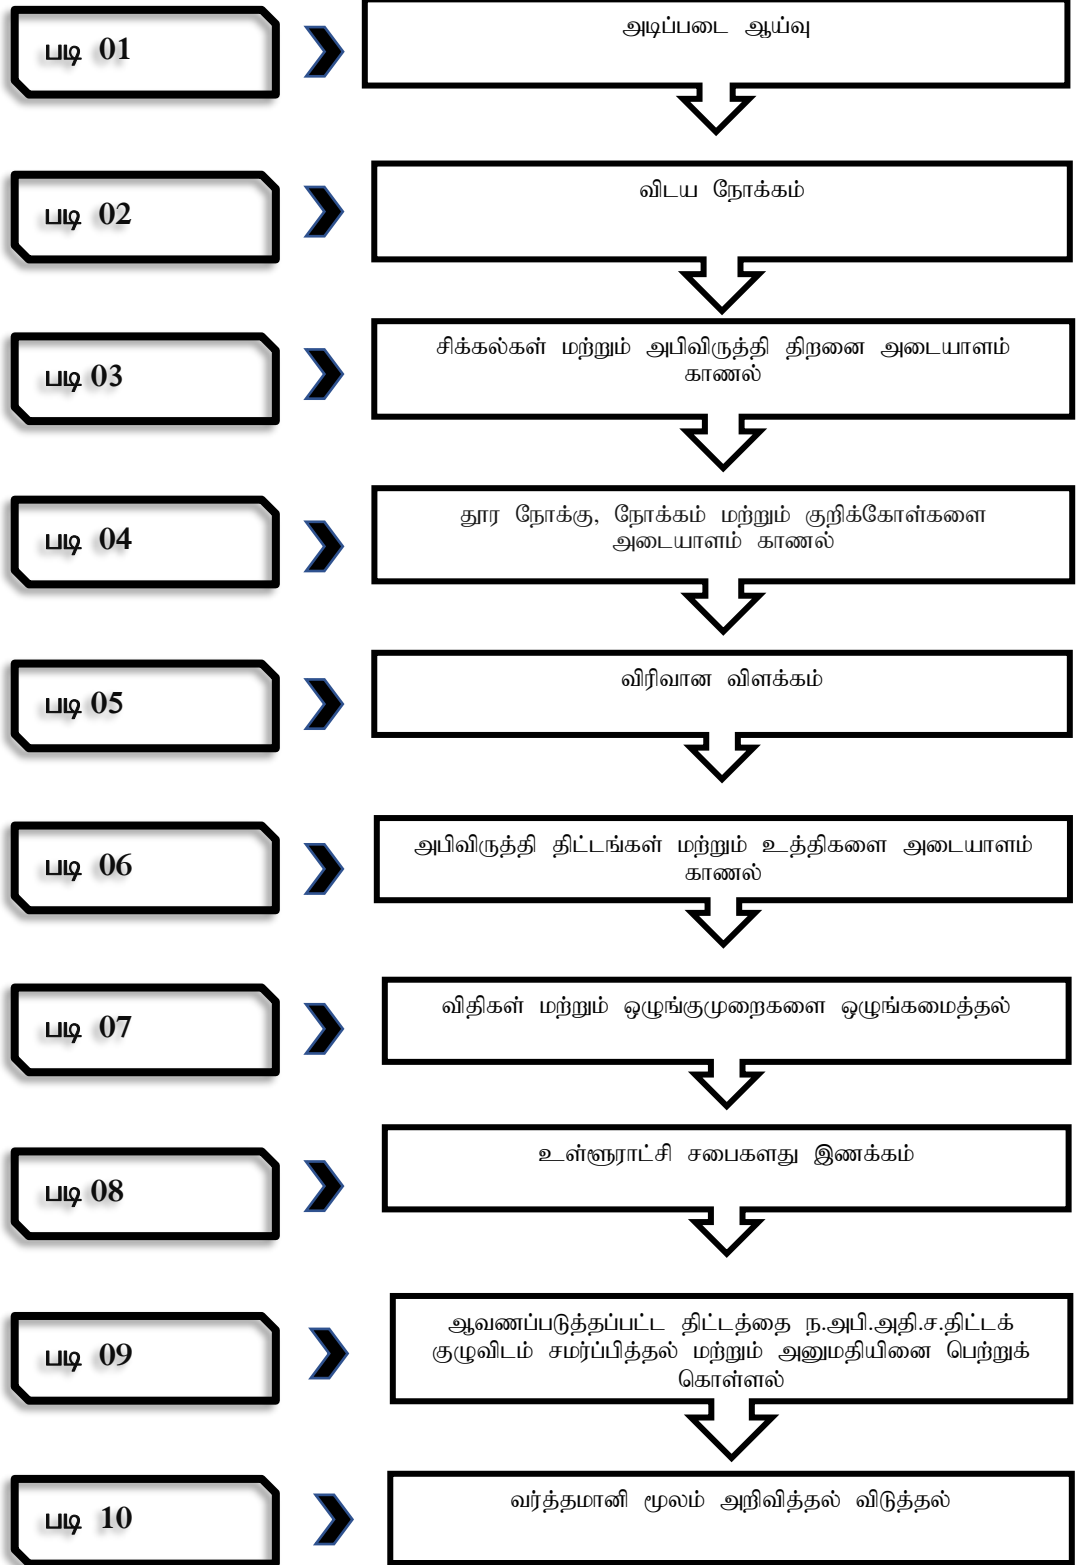 படி 01
அடிப்படை ஆய்வு
படி 02
விடய நோக்கம்
படி 03
சிக்கல்கள் மற்றும் அபிவிருத்தி திறனை அடையாளம்
காணல்
படி 04
தூர நோக்கு, நோக்கம் மற்றும் குறிக்கோள்களை
அடையாளம் காணல்
படி 05
விரிவான விளக்கம்
படி 06
அபிவிருத்தி திட்டங்கள் மற்றும் உத்திகளை அடையாளம்
காணல்
படி 07
விதிகள் மற்றும் ஒழுங்குமுறைகளை ஒழுங்கமைத்தல்
படி 08
உள்ளூராட்சி சபைகளது இணக்கம்
படி 09
ஆவணப்படுத்தப்பட்ட திட்டத்தை ந.அபி.அதி.ச.திட்டக்
குழுவிடம் சமர்ப்பித்தல் மற்றும் அனுமதியினை பெற்றுக்
கொள்ளல்
படி 10
வர்த்தமானி மூலம் அறிவித்தல் விடுத்தல்